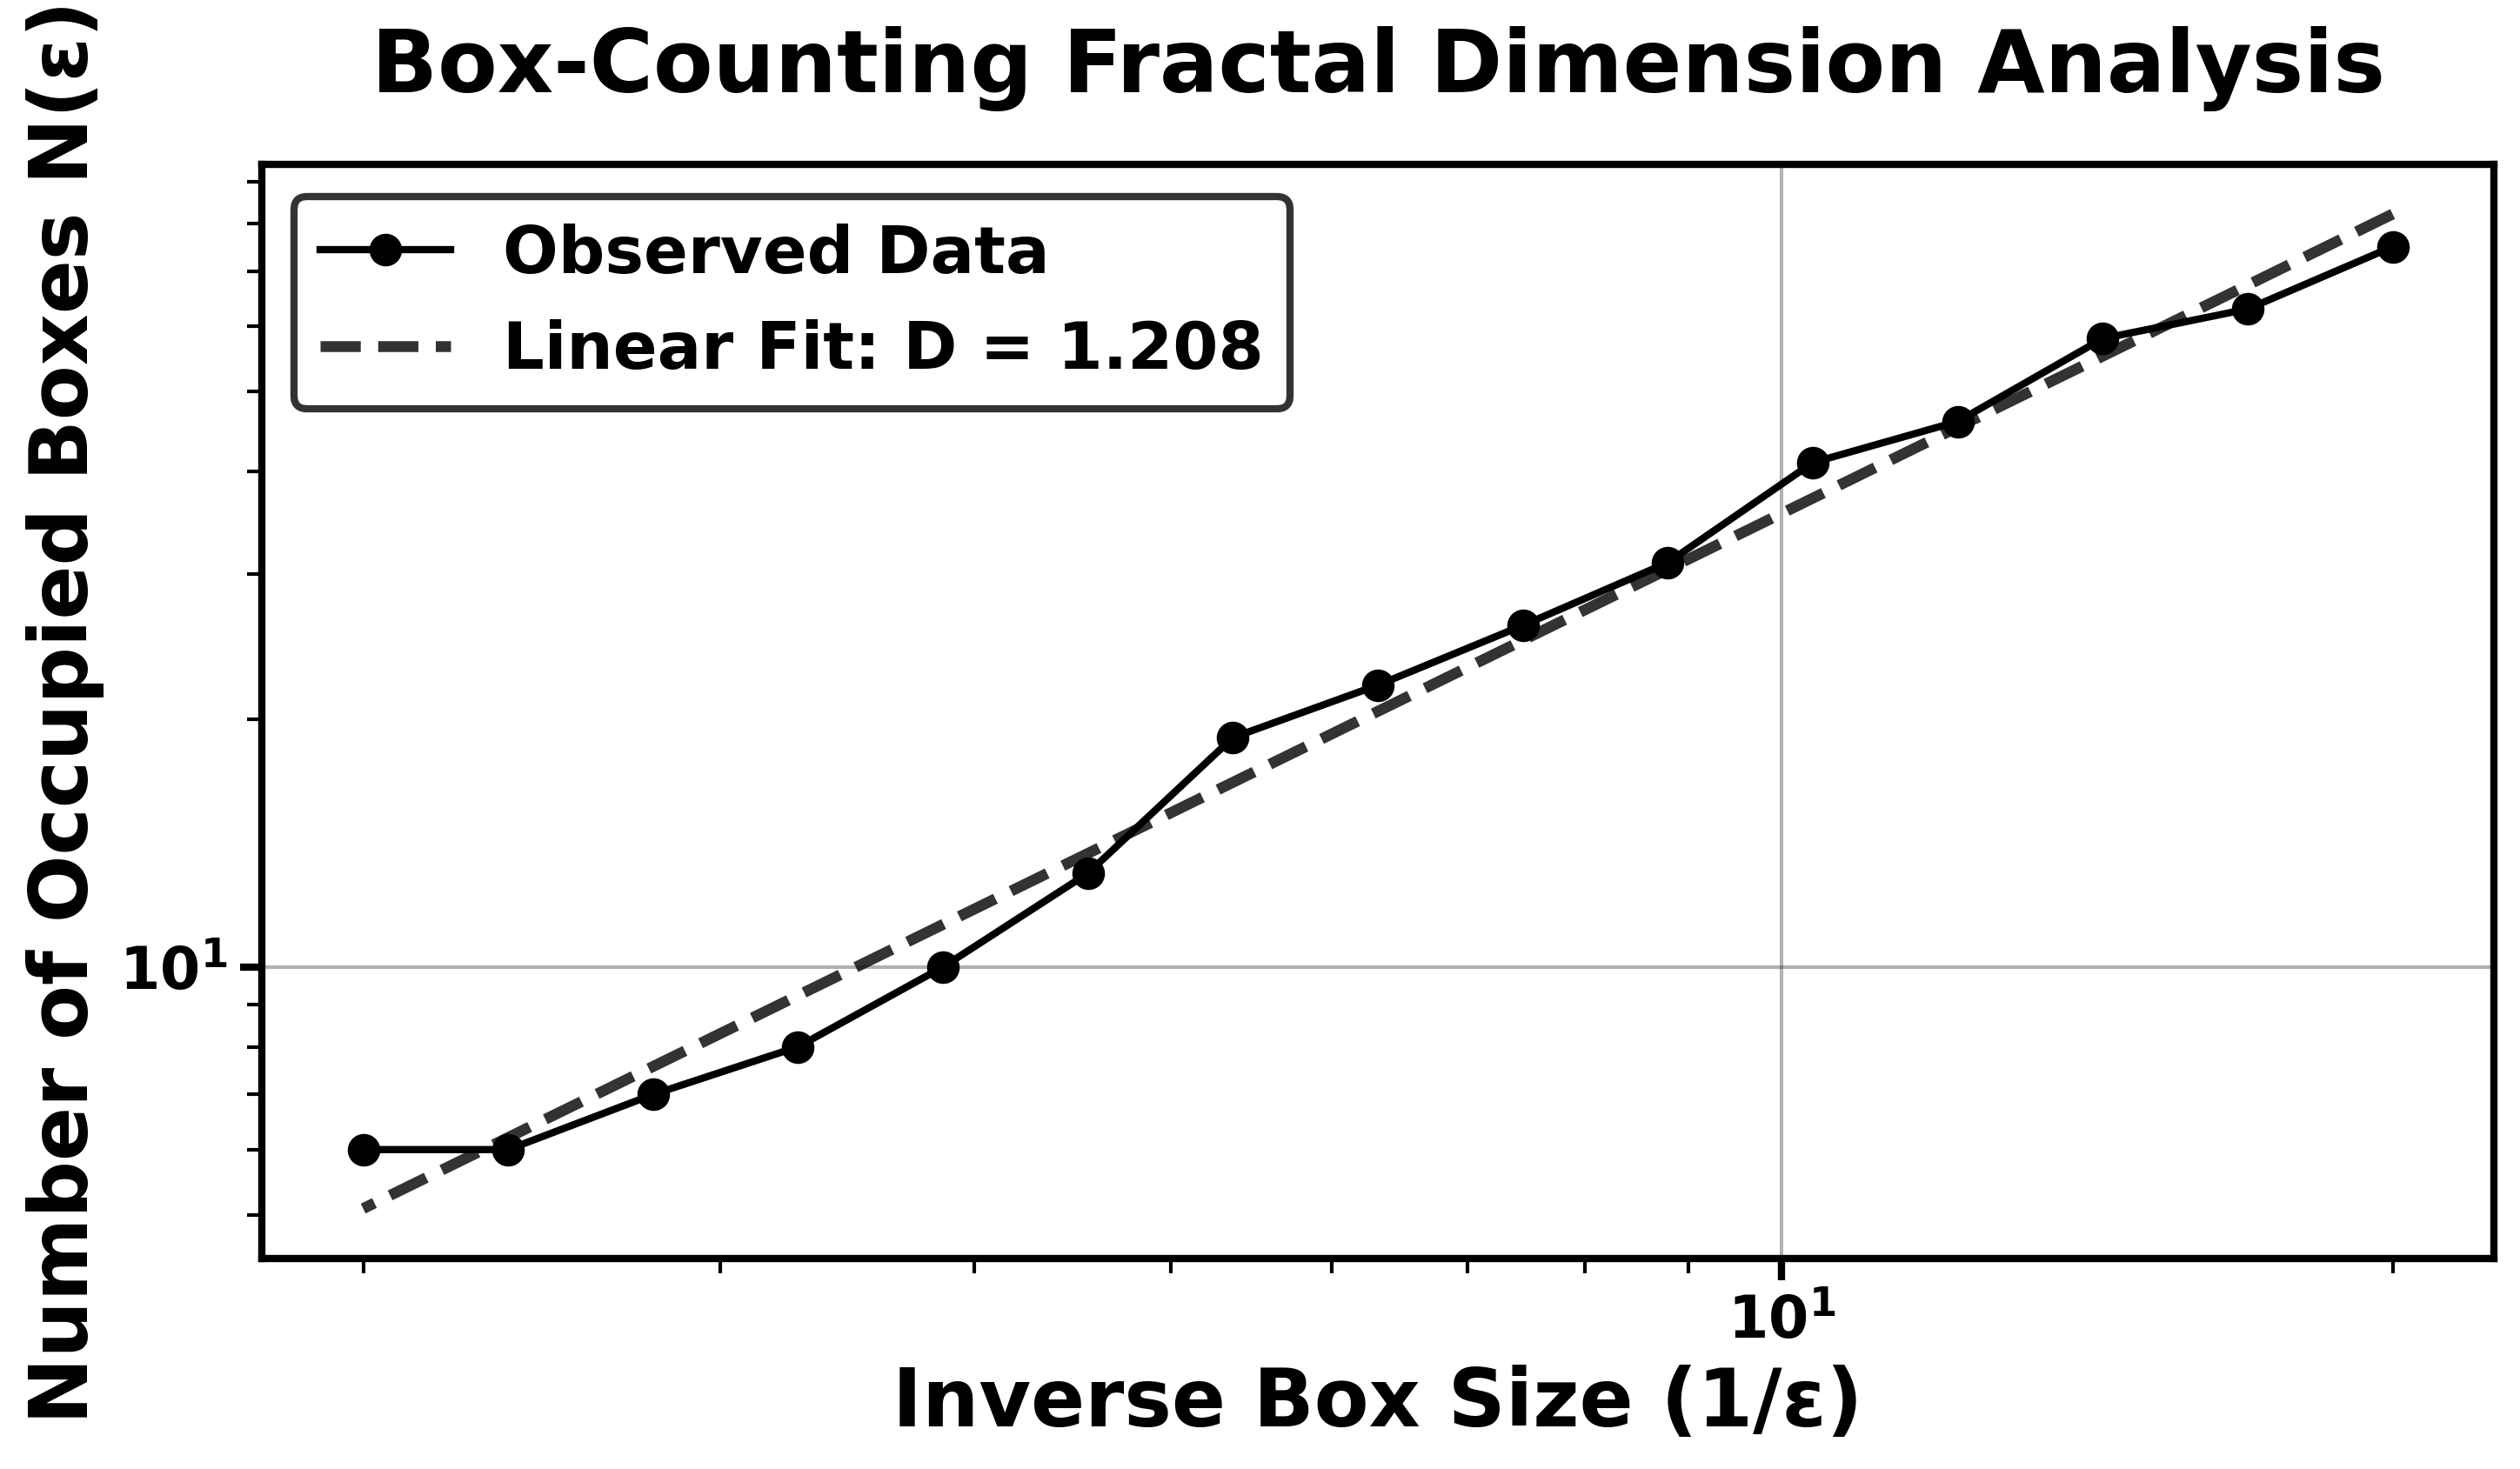 Box-Counting Fractal Dimension Analysis
Number of Occupied Boxes N(ε)
Observed Data
Linear Fit: D = 1.208
10¹
10¹
Inverse Box Size (1/ε)